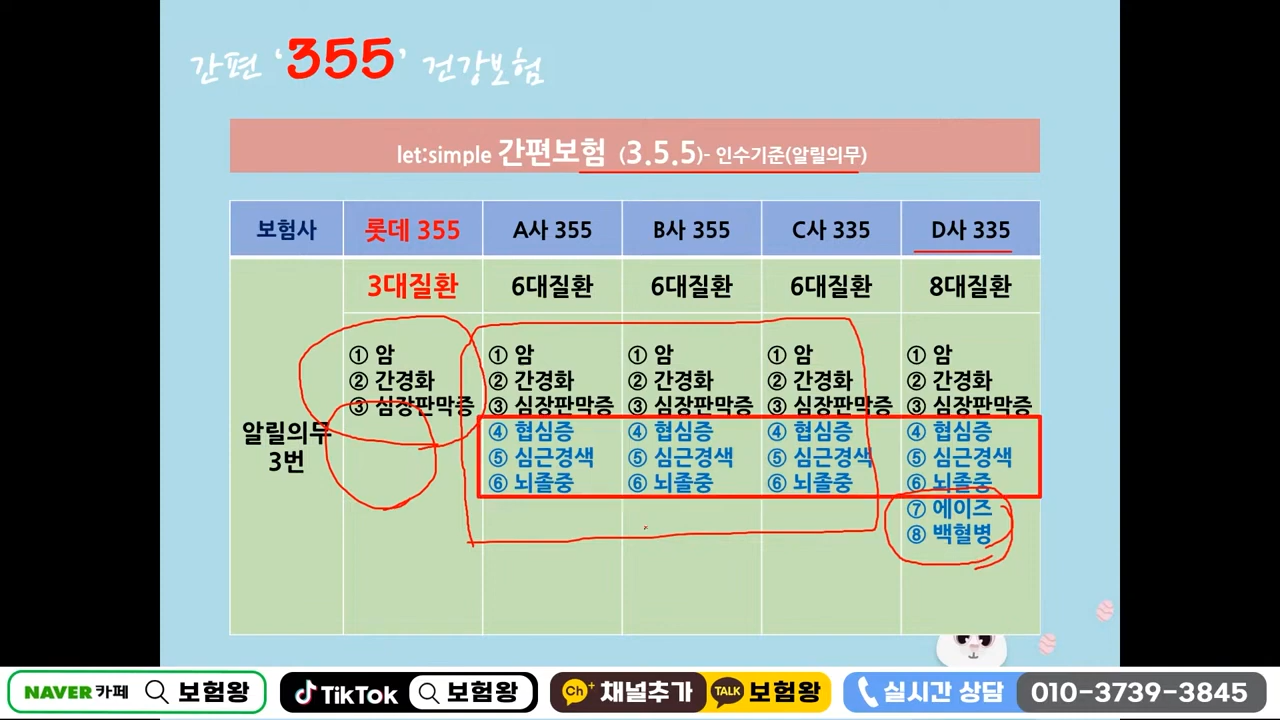 간편 '355' 건강보험
let:simple 간편보험 (3.5.5)- 인수기준(알릴의무)
보험사 롯데 355 A사 355 B사 355 C사 335 D사 335
3대질환 6대질환 6대질환 6대질환 8대질환
알릴의무
3번
① 암
② 간경화
③ 심장판막증
① 암
② 간경화
③ 심장판막증
④ 협심증
⑤ 심근경색
⑥ 뇌졸중
① 암
② 간경화
③ 심장판막증
④ 협심증
⑤ 심근경색
⑥ 뇌졸중
① 암
② 간경화
③ 심장판막증
④ 협심증
⑤ 심근경색
⑥ 뇌졸중
① 암
② 간경화
③ 심장판막증
④ 협심증
⑤ 심근경색
⑥ 뇌졸중
⑦ 에이즈
⑧ 백혈병
NAVER 카페 보험왕 TikTok 보험왕 Ch+ 채널추가 TALK 보험왕 실시간 상담 010-3739-3845